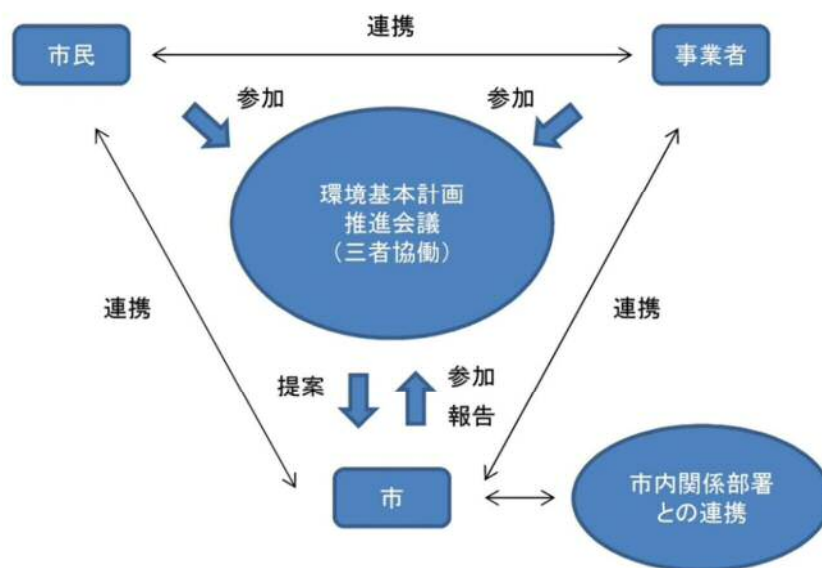 連携
市民
事業者
参加
参加
環境基本計画
推進会議
（三者協働）
連携
連携
提案
参加
報告
市
市内関係部署
との連携